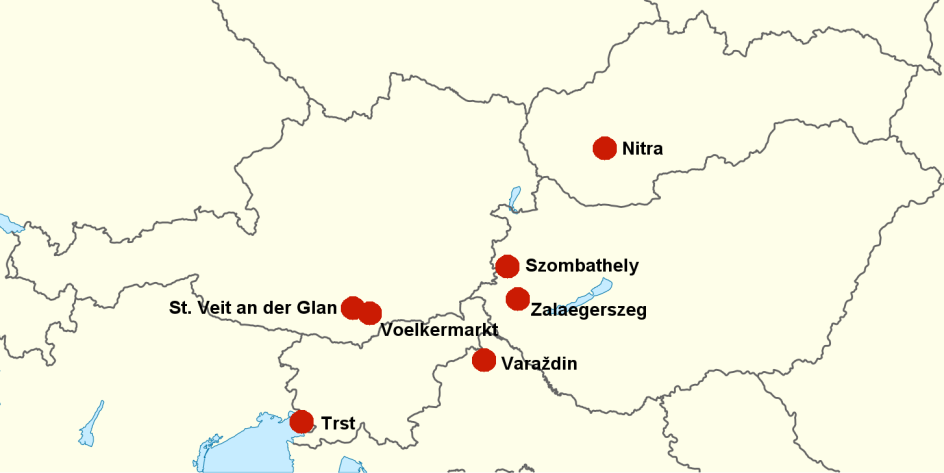 Nitra
Szombathely
Zalaegerszeg
St. Veit an der Glan
Voelkermarkt
Varaždin
Trst